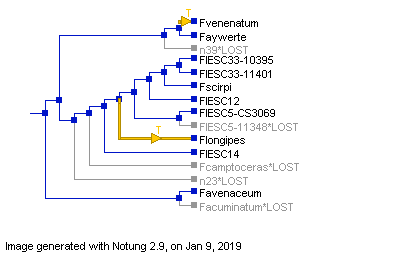 T
Fvenenatum
Faywerte
n39*LOST
FIESC33-10395
FIESC33-11401
Fscirpi
FIESC12
FIESC5-CS3069
FIESC5-11348*LOST
T
Flongipes
FIESC14
Fcamptoceras*LOST
n23*LOST
Favenaceum
Facuminatum*LOST
Image generated with Notung 2.9, on Jan 9, 2019